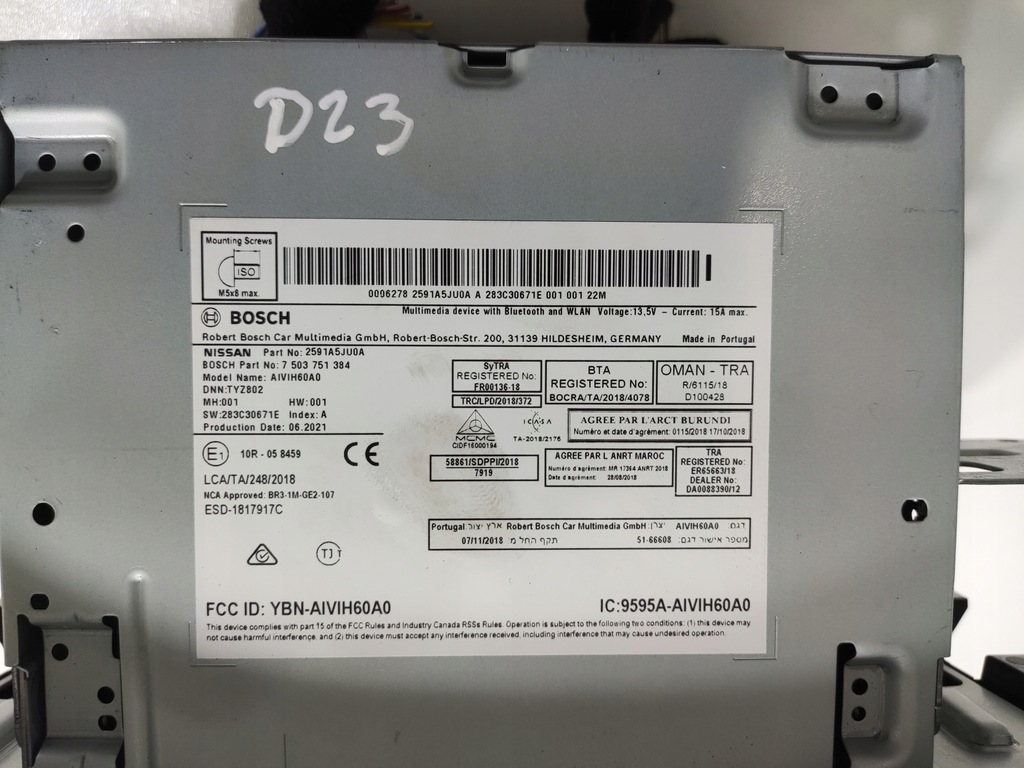 D23
Mounting Screws
ISO
M5x8 max.
0006278 2591A5JU0A A 283C30671E 001 001 22M
Multimedia device with Bluetooth and WLAN Voltage:13,5V – Current: 15A max.
BOSCH
Robert Bosch Car Multimedia GmbH, Robert-Bosch-Str. 200, 31139 HILDESHEIM, GERMANY Made in Portugal
NISSAN Part No: 2591A5JU0A
BOSCH Part No: 7 503 751 384
Model Name: AIVIH60A0
DNN:TYZ802
MH:001 HW:001
SW:283C30671E Index: A
Production Date: 06.2021
SyTRA
REGISTERED No:
FR00136-18
BTA
REGISTERED No:
BOCRA/TA/2018/4078
OMAN - TRA
R/6115/18
D100428
TRC/LPD/2018/372
MCMC
CIDF16000194
ICASA
TA-2018/2176
AGREE PAR L'ARCT BURUNDI
Numéro et date d'agrément: 0115/2018 17/10/2018
E1 10R - 05 8459 CE
58861/SDPPI/2018
7919
AGREE PAR L ANRT MAROC
Numéro d agrément: MR 17364 ANRT 2018
Date d agrément: 28/08/2018
TRA
REGISTERED No:
ER65663/18
DEALER No:
DA0088390/12
LCA/TA/248/2018
NCA Approved: BR3-1M-GE2-107
ESD-1817917C
דגם: AIVIH60A0 יצרן: Robert Bosch Car Multimedia GmbH ארץ יצור: Portugal
מספר אישור דגם: 51-66608 תקף החל מ־ 07/11/2018
FCC ID: YBN-AIVIH60A0 IC:9595A-AIVIH60A0
This device complies with part 15 of the FCC Rules and Industry Canada RSSs Rules. Operation is subject to the following two conditions: (1) this device may
not cause harmful interference, and (2) this device must accept any interference received, including interference that may cause undesired operation.